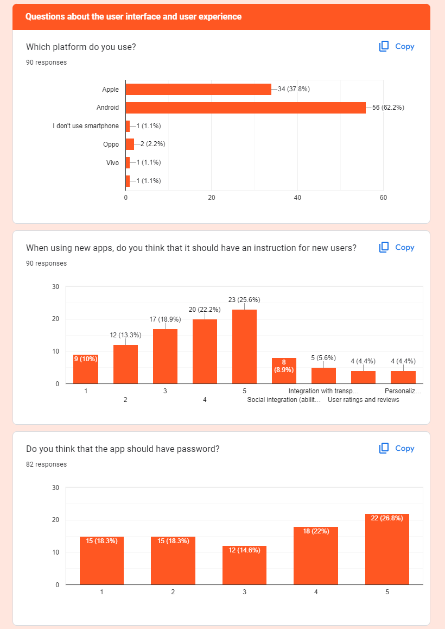 Questions about the user interface and user experience
Which platform do you use?
Copy
90 responses
Apple
34 (37.8%)
Android
56 (62.2%)
I don't use smartphone
1 (1.1%)
Oppo
2 (2.2%)
Vivo
1 (1.1%)
1 (1.1%)
0 20 40 60
When using new apps, do you think that it should have an instruction for new users?
Copy
90 responses
30
20
10
0
9 (10%)
12 (13.3%)
17 (18.9%)
20 (22.2%)
23 (25.6%)
8
(8.9%)
5 (5.6%)
4 (4.4%)
4 (4.4%)
1 3 5 Integration with transp Personaliz
2 4 Social integration (abilit... User ratings and reviews
Do you think that the app should have password?
Copy
82 responses
30
20
10
0
15 (18.3%)
15 (18.3%)
12 (14.6%)
18 (22%)
22 (26.8%)
1 2 3 4 5